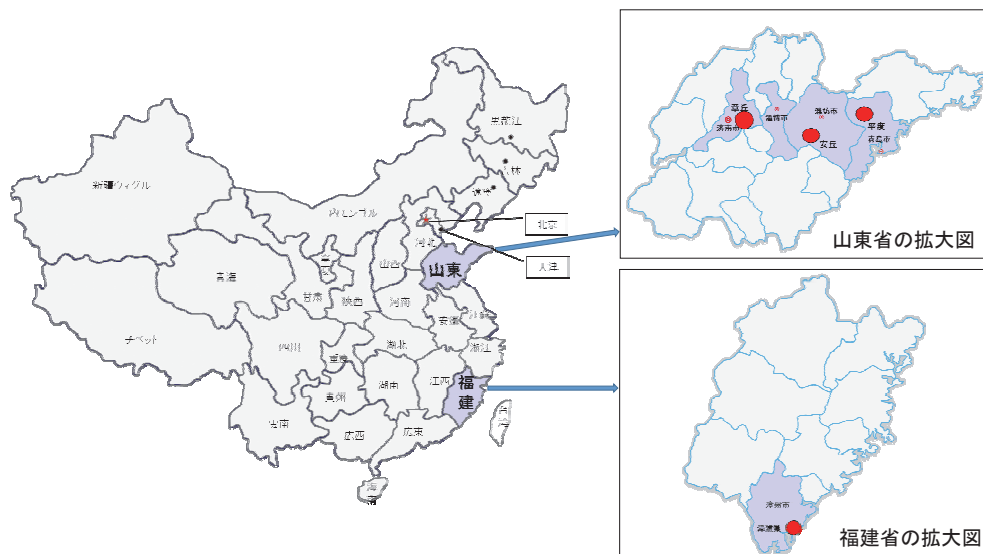 黒龍江
吉林
遼寧
新疆ウィグル
内モンゴル
北京
天津
河北
山東
山西
青海
甘粛
陝西
河南
安徽
チベット
四川
重慶
湖北
浙江
江西
湖南
福建
貴州
雲南
広西
広東
台湾
海南
章丘
済南市
淄博市
濰坊市
安丘
平度
青島市
山東省の拡大図
漳州市
漳浦県
福建省の拡大図